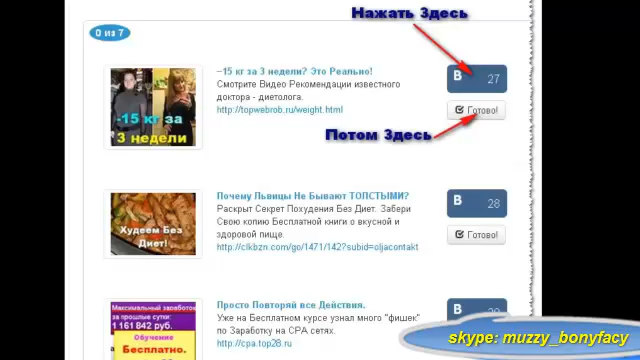 Нажать Здесь
0 из 7
-15 кг за
3 недели
–15 кг за 3 недели? Это Реально!
Смотрите Видео Рекомендации известного
доктора - диетолога.
http://topwebrob.ru/weight.html
В 27
Готово!
Потом Здесь
Худеем Без
Диет!
Почему Львицы Не Бывают ТОЛСТЫМИ?
Раскрыт Секрет Похудения Без Диет. Забери
Свою копию Бесплатной книги о вкусной и
здоровой пище.
http://clkbzn.com/go/1471/142?subid=oljacontakt
В 28
Готово!
Максимальный заработок
за прошлые сутки:
1 161 842 руб.
Обучение
Бесплатно.
Просто Повторяй все Действия.
Уже на Бесплатном курсе узнал много "фишек"
по Заработку на CPA сетях.
http://cpa.top28.ru
skype: muzzy_bonyfacy